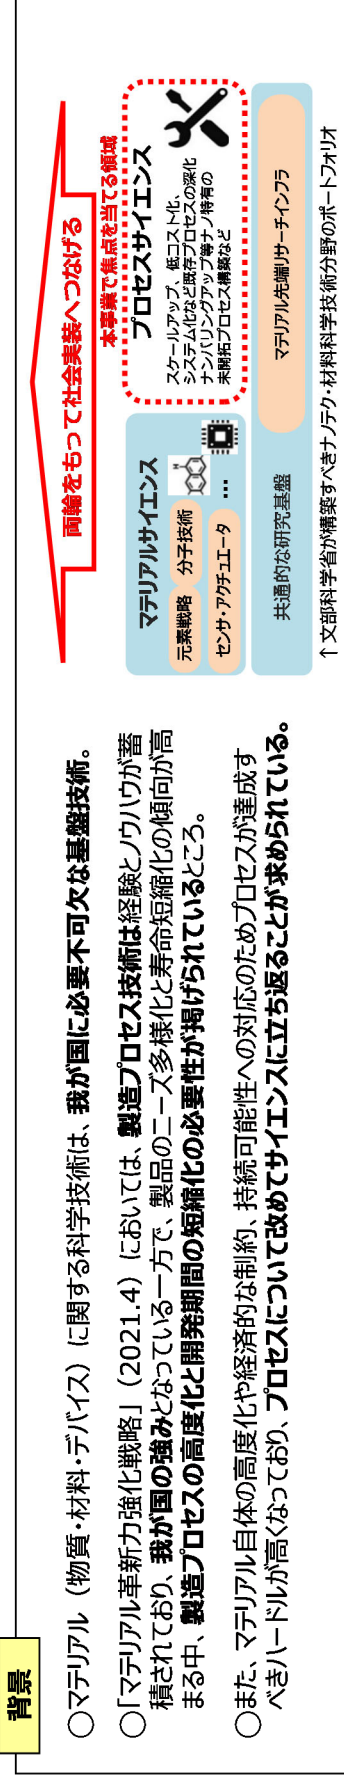 背景
○マテリアル（物質・材料・デバイス）に関する科学技術は、我が国に必要不可欠な基盤技術。
○「マテリアル革新力強化戦略」（2021.4）においては、製造プロセス技術は経験とノウハウが蓄
積されており、我が国の強みとなっている一方で、製品のニーズ多様化と寿命短縮化の傾向が高
まる中、製造プロセスの高度化と開発期間の短縮化の必要性が掲げられているところ。
○また、マテリアル自体の高度化や経済的な制約、持続可能性への対応のためプロセスが達成す
べきハードルが高くなっており、プロセスについて改めてサイエンスに立ち返ることが求められている。
両輪をもって社会実装へつなげる
本事業で焦点を当てる領域
マテリアルサイエンス
元素戦略
分子技術
H
N
センサ・アクチュエータ
…
プロセスサイエンス
スケールアップ、低コスト化、
システム化など既存プロセスの深化
ナンバリングアップ等ナノ特有の
未開拓プロセス構築など
共通的な研究基盤
マテリアル先端リサーチインフラ
↑文部科学省が構築すべきナノテク・材料科学技術分野のポートフォリオ